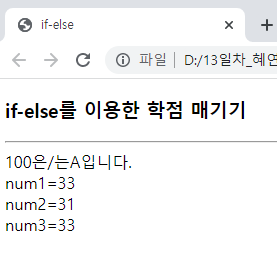 if-else
파일
D:/13일차_혜연
if-else를 이용한 학점 매기기
100은/는A입니다.
num1=33
num2=31
num3=33